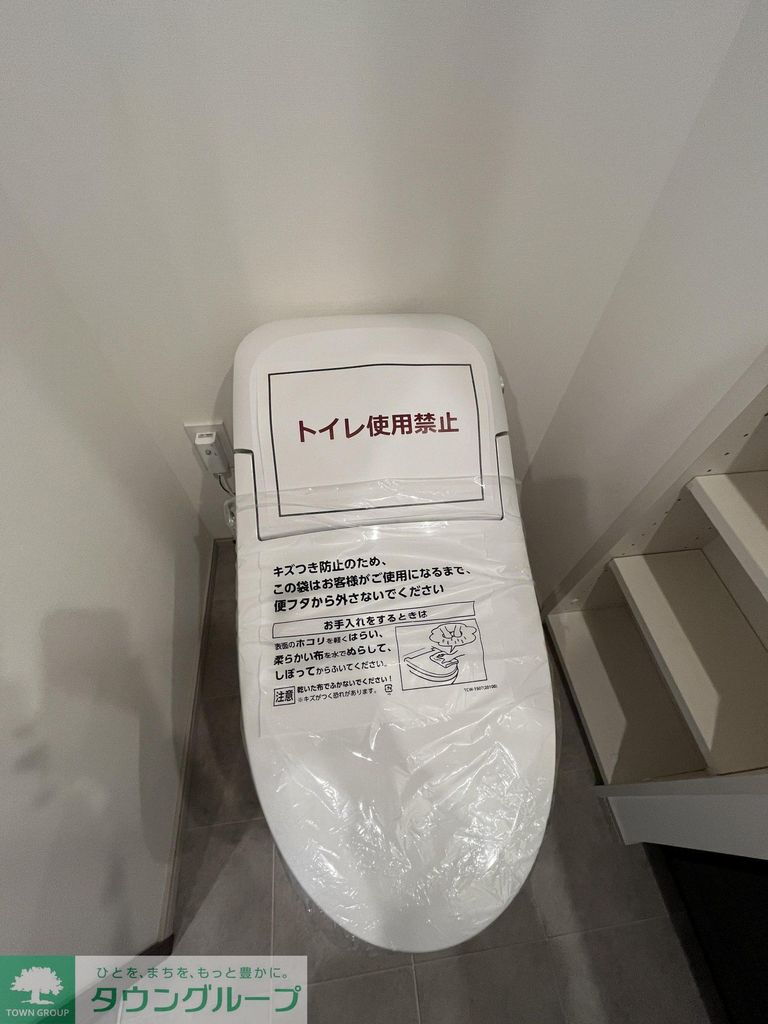 トイレ使用禁止
キズつき防止のため、
この袋はお客様がご使用になるまで、
便フタから外さないでください
お手入れをするときは
表面のホコリを軽くはらい、
柔らかい布を水でぬらして、
しぼってからふいてください。
注意 乾いた布でふかないでください!
※キズがつく恐れがあります。
ひとを、まちを、もっと豊かに。
TOWN GROUP
タウングループ